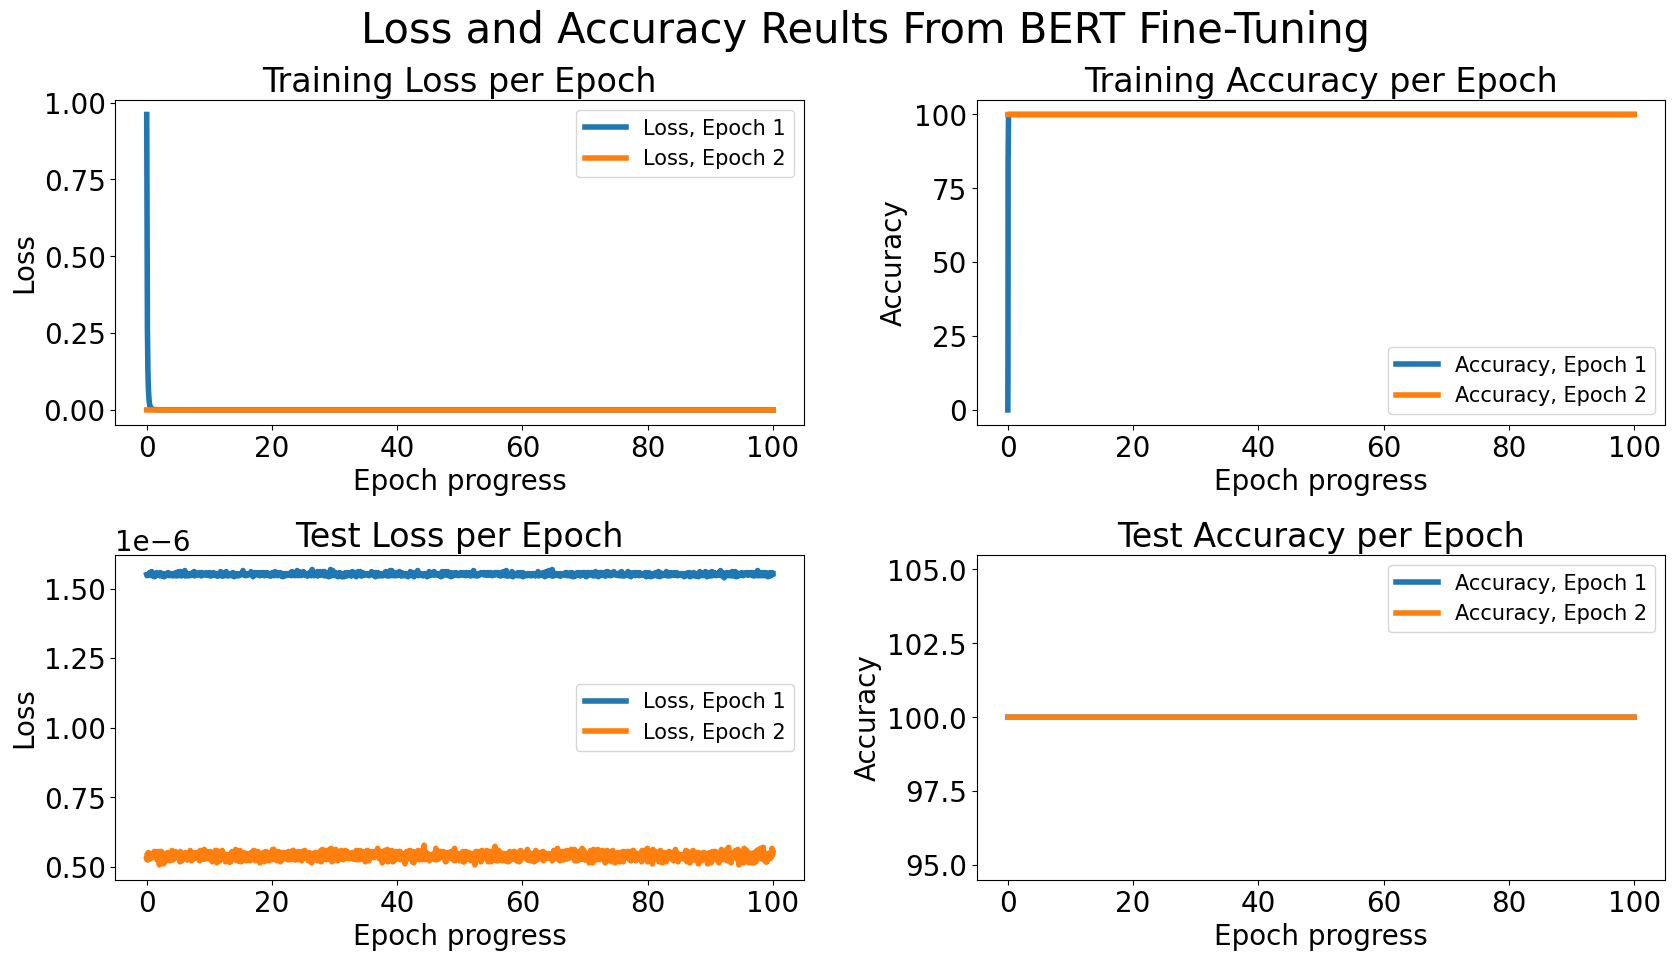 Loss and Accuracy Reults From BERT Fine-Tuning
Training Loss per Epoch
1.00
0.75
0.50
0.25
0.00
Loss
Loss, Epoch 1
Loss, Epoch 2
0 20 40 60 80 100
Epoch progress
Training Accuracy per Epoch
100
75
50
25
0
Accuracy
Accuracy, Epoch 1
Accuracy, Epoch 2
0 20 40 60 80 100
Epoch progress
Test Loss per Epoch
1e−6
1.50
1.25
1.00
0.75
0.50
Loss
Loss, Epoch 1
Loss, Epoch 2
0 20 40 60 80 100
Epoch progress
Test Accuracy per Epoch
105.0
102.5
100.0
97.5
95.0
Accuracy
Accuracy, Epoch 1
Accuracy, Epoch 2
0 20 40 60 80 100
Epoch progress